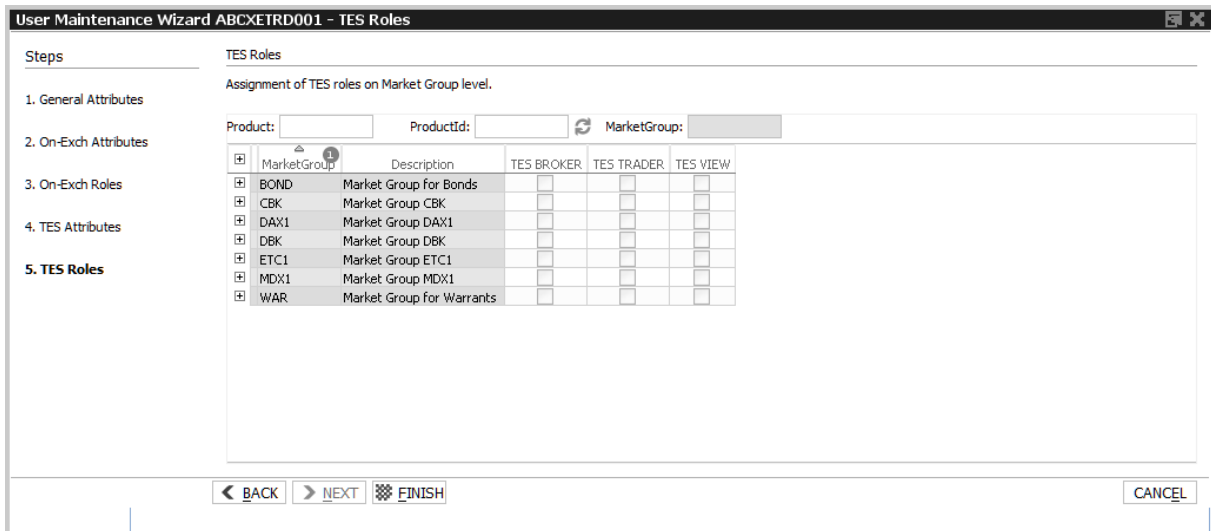 User Maintenance Wizard ABCXETRD001 - TES Roles
Steps
1. General Attributes
2. On-Exch Attributes
3. On-Exch Roles
4. TES Attributes
5. TES Roles
TES Roles
Assignment of TES roles on Market Group level.
Product: ProductId: MarketGroup:
MarketGroup 1 Description TES BROKER TES TRADER TES VIEW
BOND Market Group for Bonds
CBK Market Group CBK
DAX1 Market Group DAX1
DBK Market Group DBK
ETC1 Market Group ETC1
MDX1 Market Group MDX1
WAR Market Group for Warrants
BACK NEXT FINISH CANCEL